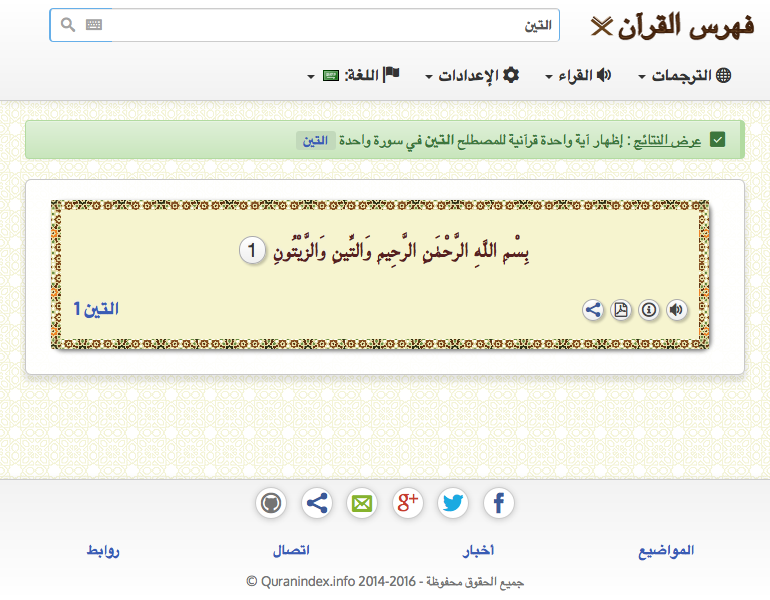 فهرس القرآن
التين
الترجمات
القراء
الإعدادات
اللغة:
عرض النتائج : إظهار آية واحدة قرآنية للمصطلح التين في سورة واحدة التين
بِسْمِ اللَّهِ الرَّحْمَٰنِ الرَّحِيمِ وَالتِّينِ وَالزَّيْتُونِ 1
التين 1
المواضيع
أخبار
اتصال
روابط
جميع الحقوق محفوظة - Quranindex.info 2014-2016 ©